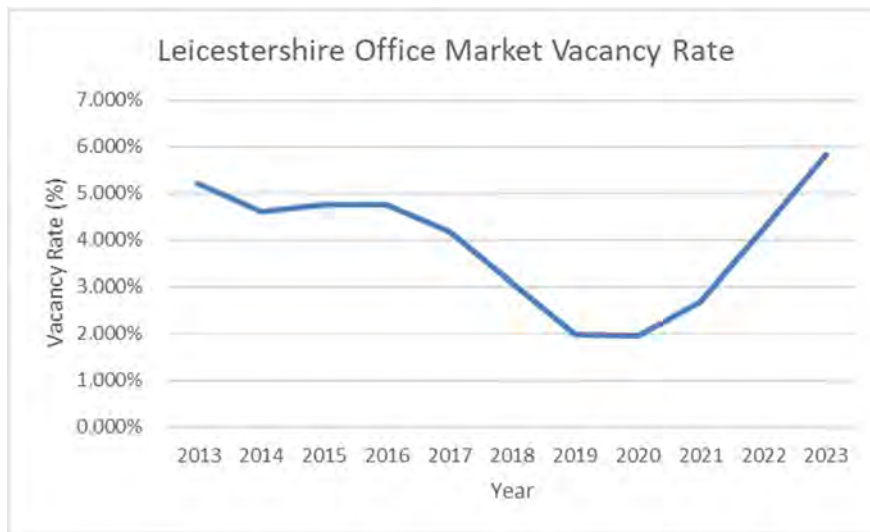 Leicestershire Office Market Vacancy Rate
7.000%
6.000%
5.000%
4.000%
3.000%
2.000%
1.000%
0.000%
Vacancy Rate (%)
2013 2014 2015 2016 2017 2018 2019 2020 2021 2022 2023
Year